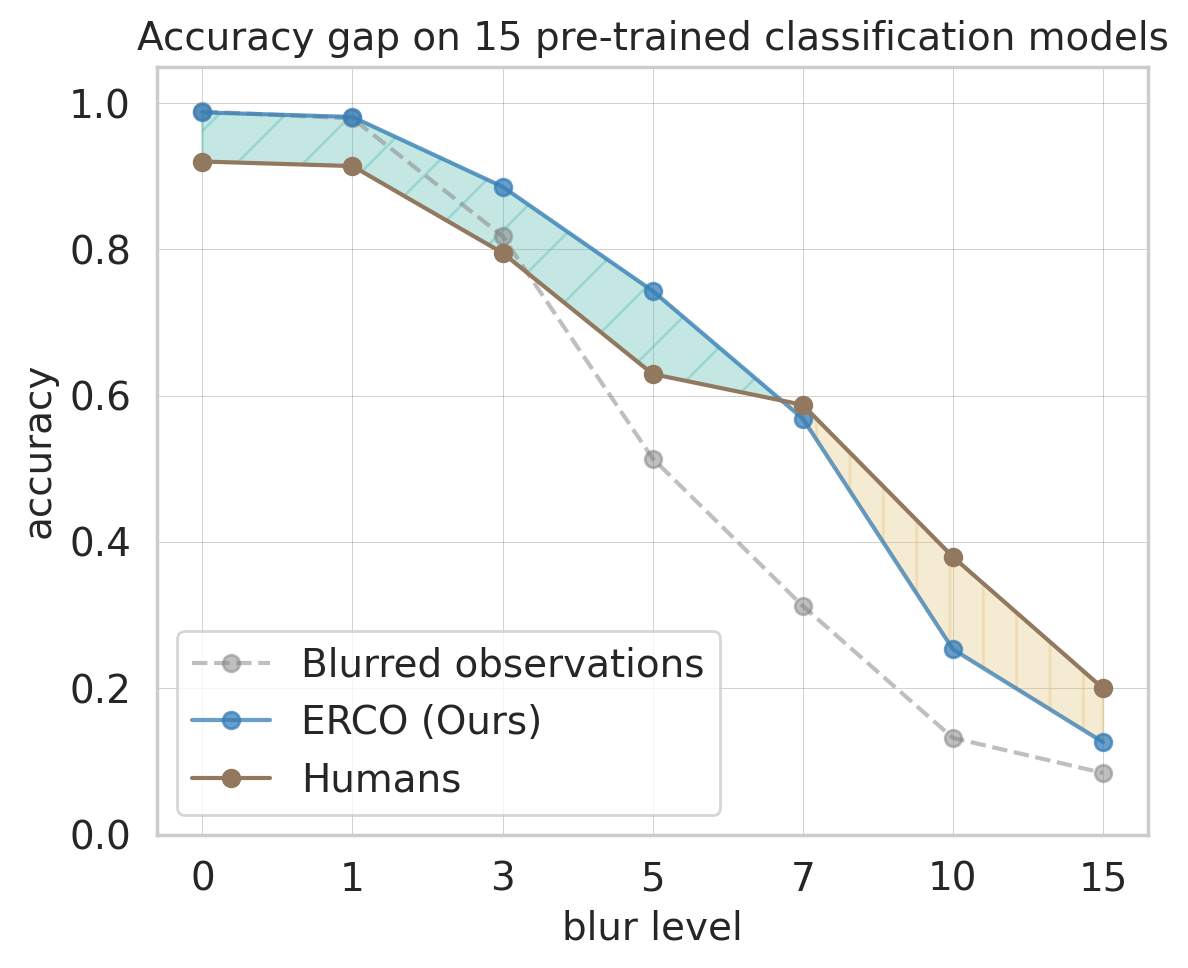 Accuracy gap on 15 pre-trained classification models
1.0
0.8
0.6
0.4
0.2
0.0
accuracy
Blurred observations
ERCO (Ours)
Humans
0 1 3 5 7 10 15
blur level